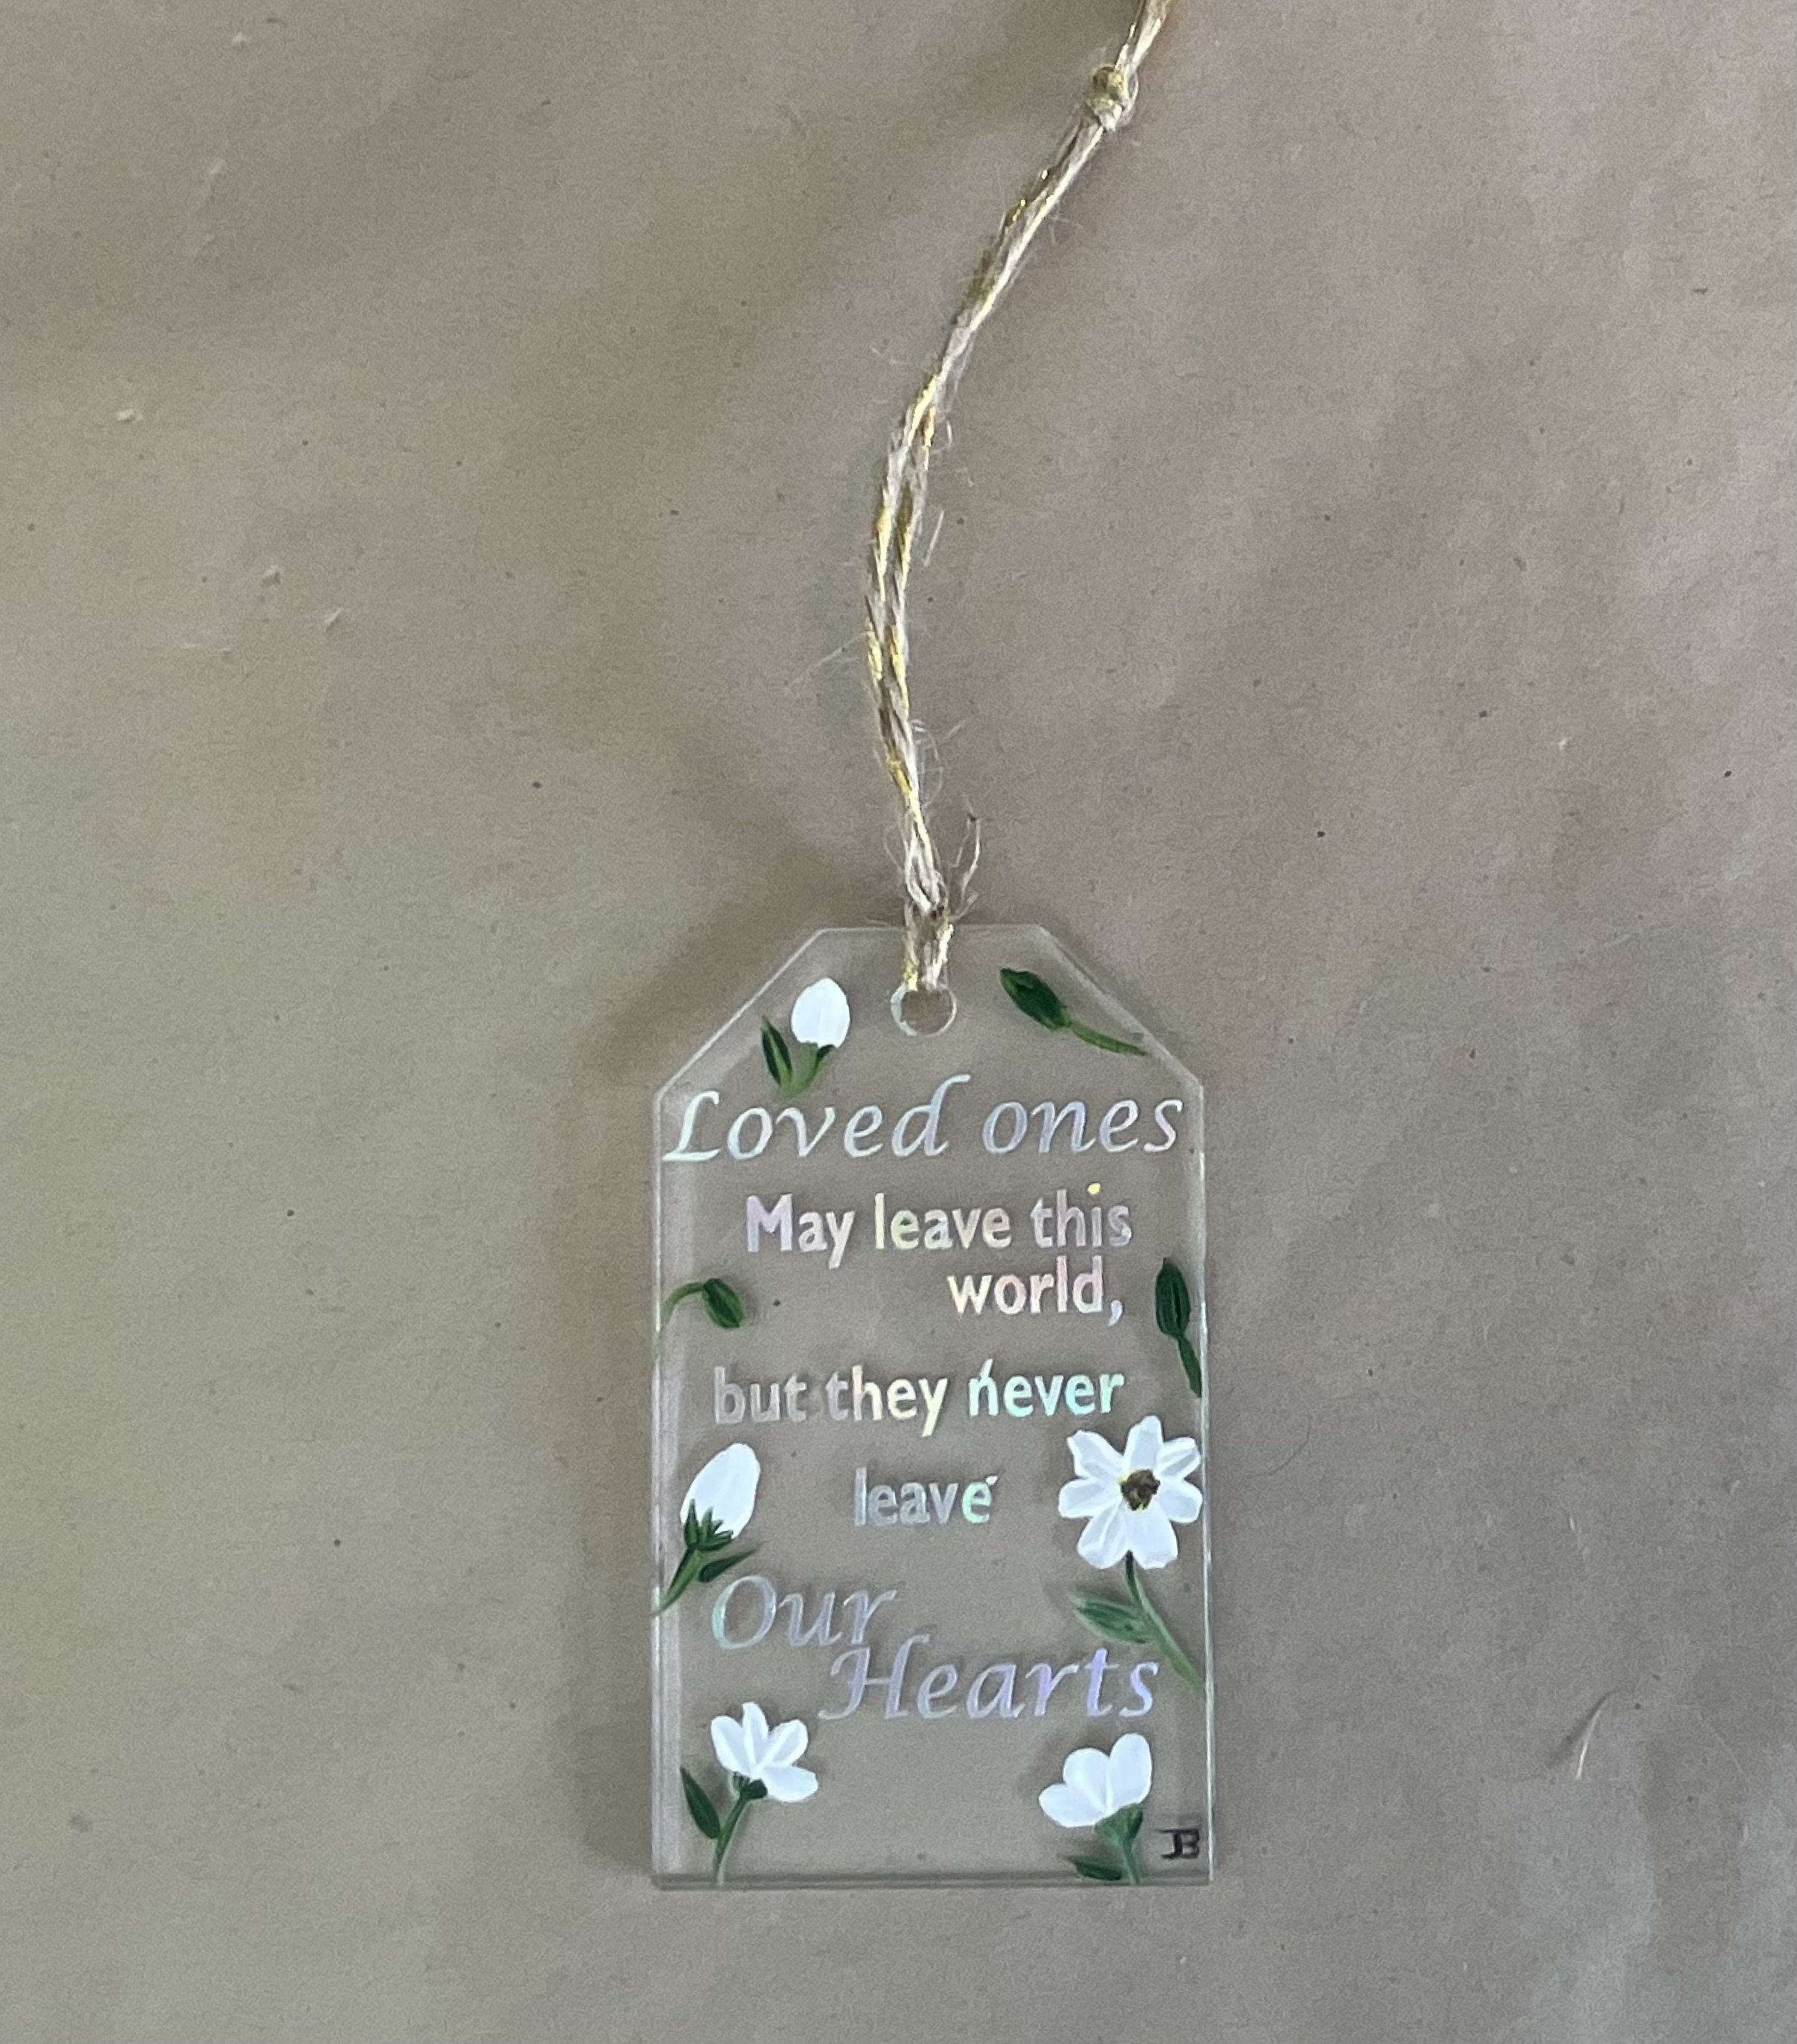 Loved ones
May leave this
world,
but they never
leave
Our
Hearts
JB